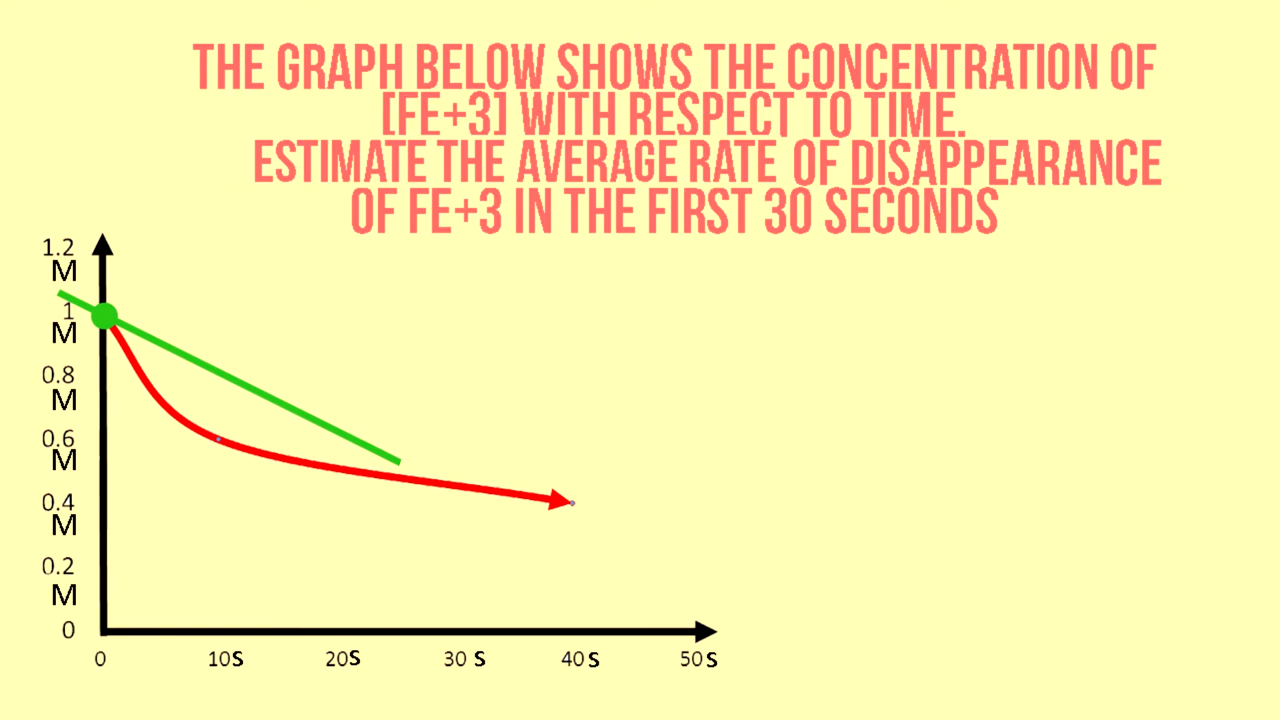 THE GRAPH BELOW SHOWS THE CONCENTRATION OF
[FE+3] WITH RESPECT TO TIME.
ESTIMATE THE AVERAGE RATE OF DISAPPEARANCE
OF FE+3 IN THE FIRST 30 SECONDS
1.2
M
1
M
0.8
M
0.6
M
0.4
M
0.2
M
0
0 10s 20s 30 s 40 s 50 s